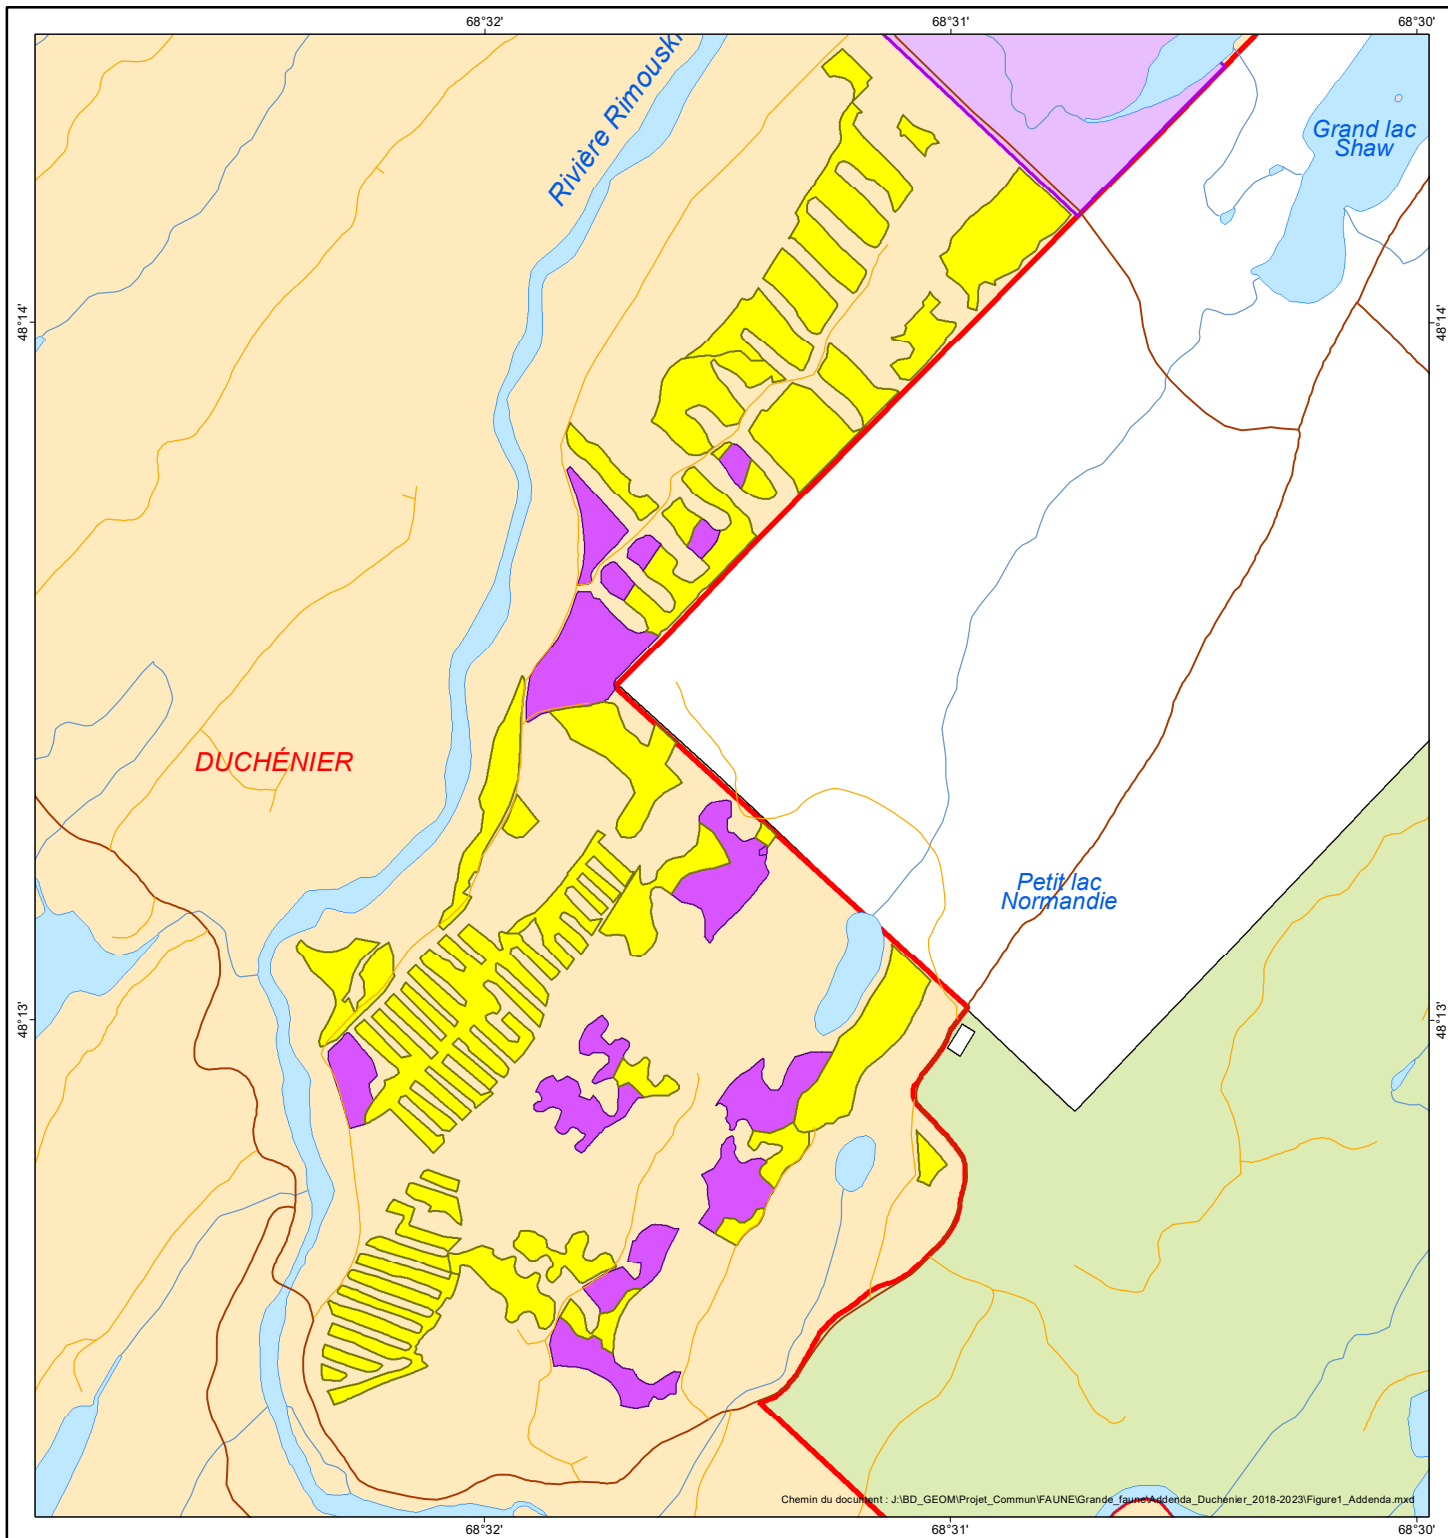 68°32'
68°31'
68°30'
Rivière Rimouski
Grand lac
Shaw
48°14'
48°14'
DUCHÉNIER
Petit lac
Normandie
48°13'
48°13'
Chemin du document : J:\BD_GEOM\Projet_Commun\FAUNE\Grande_faune\Addenda_Duchenier_2018-2023\Figure1_Addenda.mxd
68°32'
68°31'
68°30'